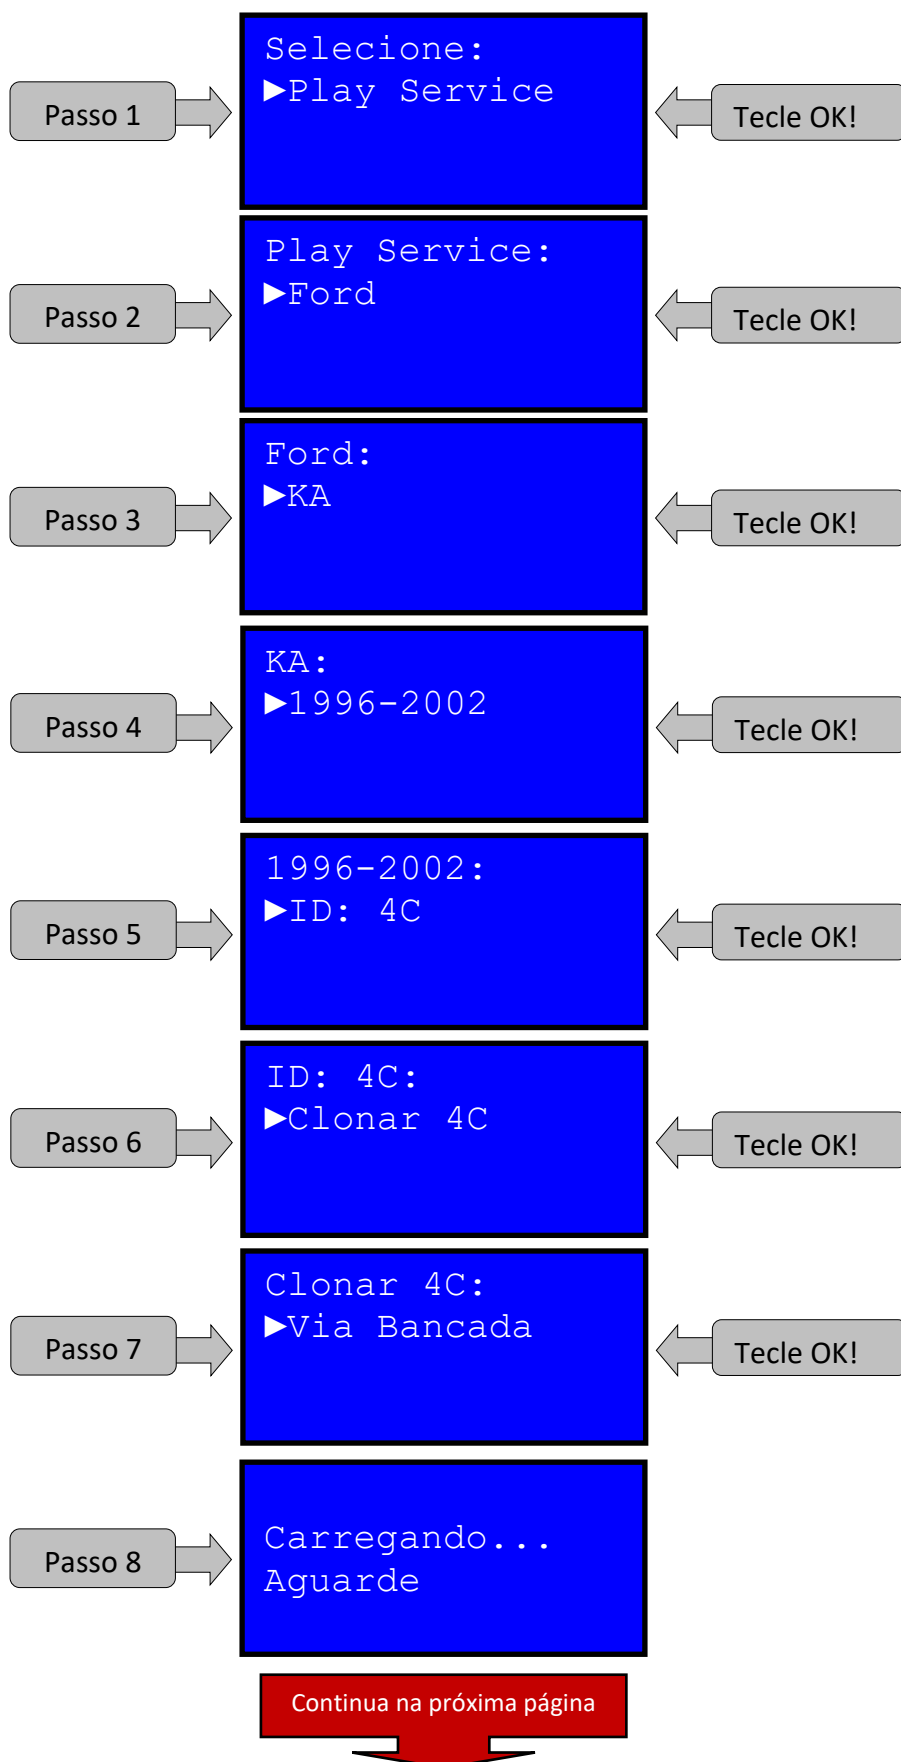 Selecione:
►Play Service
Passo 1
Tecle OK!
Play Service:
►Ford
Passo 2
Tecle OK!
Ford:
►KA
Passo 3
Tecle OK!
KA:
►1996-2002
Passo 4
Tecle OK!
1996-2002:
►ID: 4C
Passo 5
Tecle OK!
ID: 4C:
►Clonar 4C
Passo 6
Tecle OK!
Clonar 4C:
►Via Bancada
Passo 7
Tecle OK!
Carregando...
Aguarde
Passo 8
Continua na próxima página